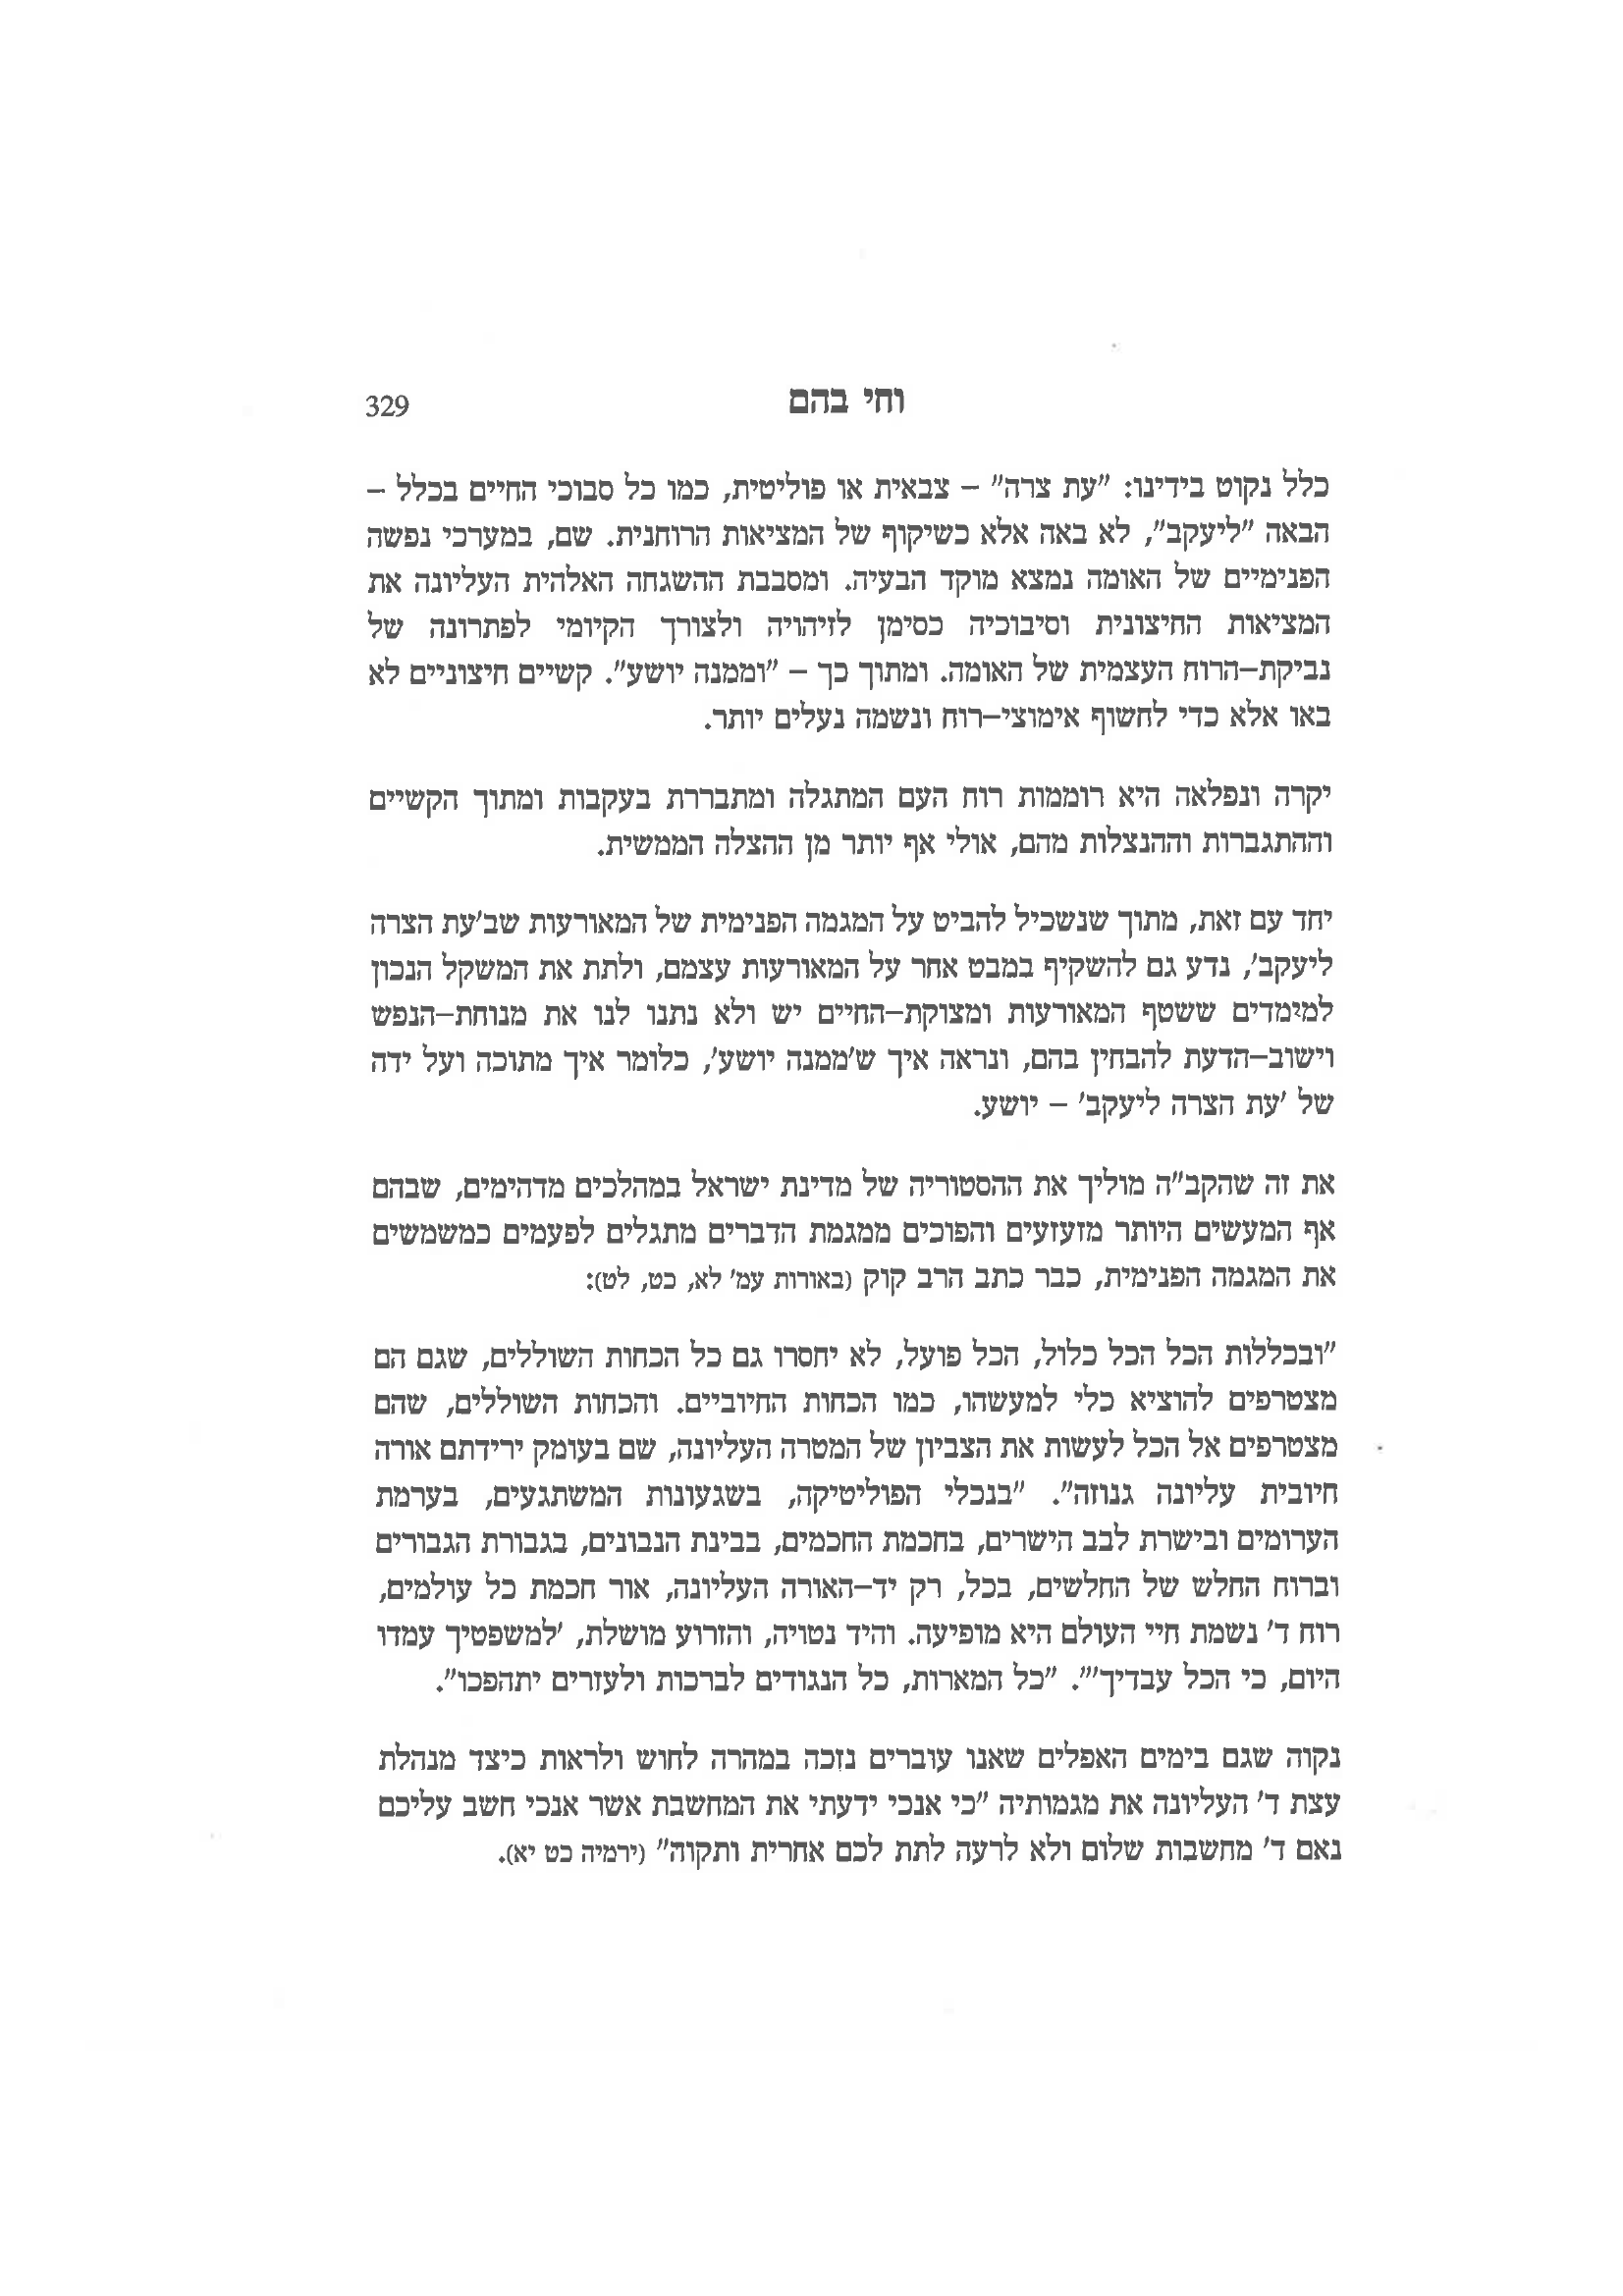 וחי בהם 329
כלל נקוט בידינו: "עת צרה" – צבאית או פוליטית, כמו כל סבוכי החיים בכלל –
הבאה "ליעקב", לא באה אלא כשיקוף של המציאות הרוחנית. שם, במערכי נפשה
הפנימיים של האומה נמצא מוקד הבעיה. ומסבבת ההשגחה האלהית העליונה את
המציאות החיצונית וסיבוכיה כסימן לזיהויה ולצורך הקיומי לפתרונה של
נביקת–הרוח העצמית של האומה. ומתוך כך – "וממנה יושע". קשיים חיצוניים לא
באו אלא כדי לחשוף אימוצי–רוח ונשמה נעלים יותר.
יקרה ונפלאה היא רוממות רוח העם המתגלה ומתבררת בעקבות ומתוך הקשיים
וההתגברות וההנצלות מהם, אולי אף יותר מן ההצלה הממשית.
יחד עם זאת, מתוך שנשכיל להביט על המגמה הפנימית של המאורעות שב'עת הצרה
ליעקב', נדע גם להשקיף במבט אחר על המאורעות עצמם, ולתת את המשקל הנכון
למימדים ששטף המאורעות ומצוקת–החיים יש ולא נתנו לנו את מנוחת–הנפש
וישוב–הדעת להבחין בהם, ונראה איך ש'ממנה יושע', כלומר איך מתוכה ועל ידה
של 'עת הצרה ליעקב' – יושע.
את זה שהקב"ה מוליך את ההסטוריה של מדינת ישראל במהלכים מדהימים, שבהם
אף המעשים היותר מזעזעים והפוכים ממגמת הדברים מתגלים לפעמים כמשמשים
את המגמה הפנימית, כבר כתב הרב קוק (באורות עמ' לא, כט, לט):
"ובכללות הכל הכל כלול, הכל פועל, לא יחסרו גם כל הכחות השוללים, שגם הם
מצטרפים להוציא כלי למעשהו, כמו הכחות החיוביים. והכחות השוללים, שהם
מצטרפים אל הכל לעשות את הצביון של המטרה העליונה, שם בעומק ירידתם אורה
חיובית עליונה גנוזה". "בנכלי הפוליטיקה, בשגעונות המשתגעים, בערמת
הערומים ובישרת לבב הישרים, בחכמת החכמים, בבינת הנבונים, בגבורת הגבורים
וברוח החלש של החלשים, בכל, רק יד–האורה העליונה, אור חכמת כל עולמים,
רוח ד' נשמת חיי העולם היא מופיעה. והיד נטויה, והזרוע מושלת, 'למשפטיך עמדו
היום, כי הכל עבדיך'". "כל המארות, כל הנגודים לברכות ולעזרים יתהפכו".
נקוה שגם בימים האפלים שאנו עוברים נזכה במהרה לחוש ולראות כיצד מנהלת
עצת ד' העליונה את מגמותיה "כי אנכי ידעתי את המחשבת אשר אנכי חשב עליכם
נאם ד' מחשבות שלום ולא לרעה לתת לכם אחרית ותקוה" (ירמיה כט יא).